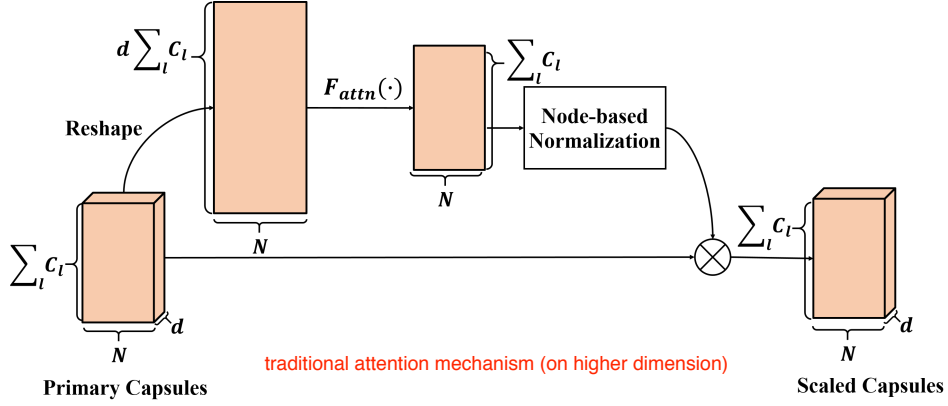 d ∑_l C_l
∑_l C_l
F_attn(·)
Reshape
Node-based
Normalization
N
N
∑_l C_l
∑_l C_l
d
N
d
N
traditional attention mechanism (on higher dimension)
Primary Capsules
Scaled Capsules